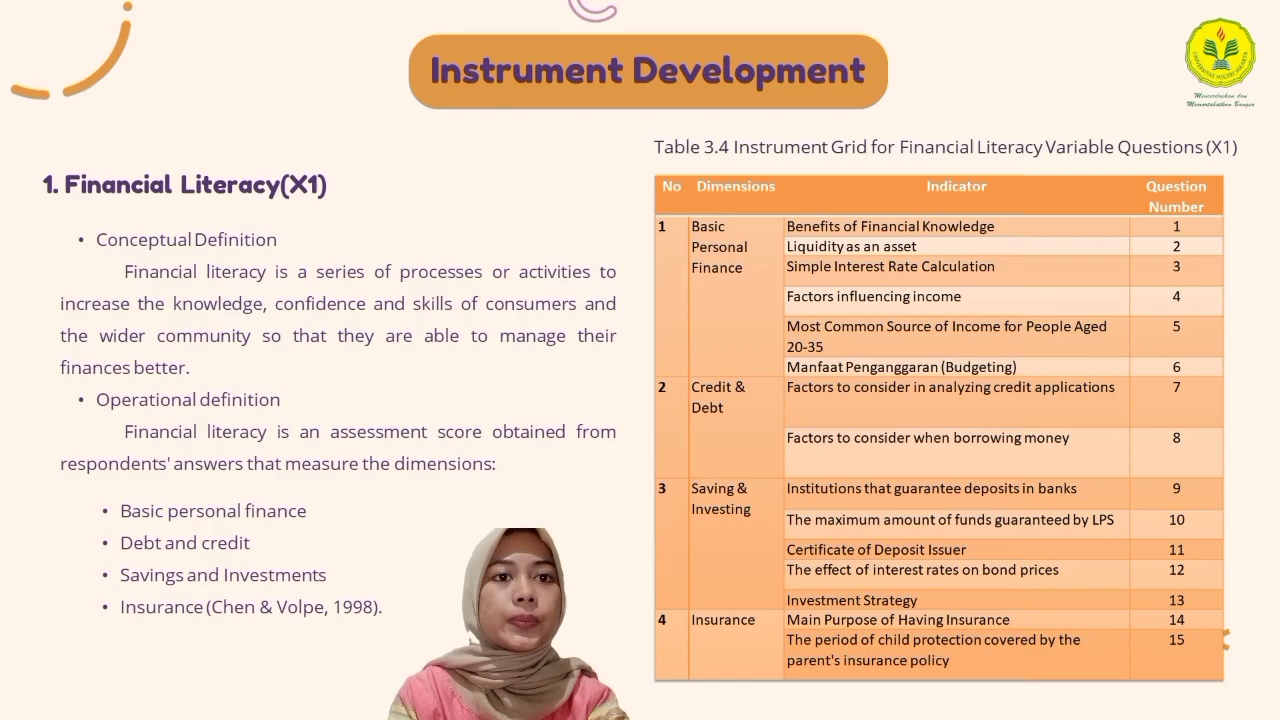 Instrument Development
UNIVERSITAS NEGERI JAKARTA
Mencerdaskan dan
Memartabatkan Bangsa
1. Financial Literacy(X1)
• Conceptual Definition
Financial literacy is a series of processes or activities to
increase the knowledge, confidence and skills of consumers and
the wider community so that they are able to manage their
finances better.
• Operational definition
Financial literacy is an assessment score obtained from
respondents' answers that measure the dimensions:
• Basic personal finance
• Debt and credit
• Savings and Investments
• Insurance (Chen & Volpe, 1998).
Table 3.4 Instrument Grid for Financial Literacy Variable Questions (X1)
No Dimensions Indicator Question
Number
1 Basic Benefits of Financial Knowledge 1
Personal Liquidity as an asset 2
Finance Simple Interest Rate Calculation 3
Factors influencing income 4
Most Common Source of Income for People Aged 5
20-35
Manfaat Penganggaran (Budgeting) 6
2 Credit & Factors to consider in analyzing credit applications 7
Debt
Factors to consider when borrowing money 8
3 Saving & Institutions that guarantee deposits in banks 9
Investing
The maximum amount of funds guaranteed by LPS 10
Certificate of Deposit Issuer 11
The effect of interest rates on bond prices 12
Investment Strategy 13
4 Insurance Main Purpose of Having Insurance 14
The period of child protection covered by the 15
parent's insurance policy